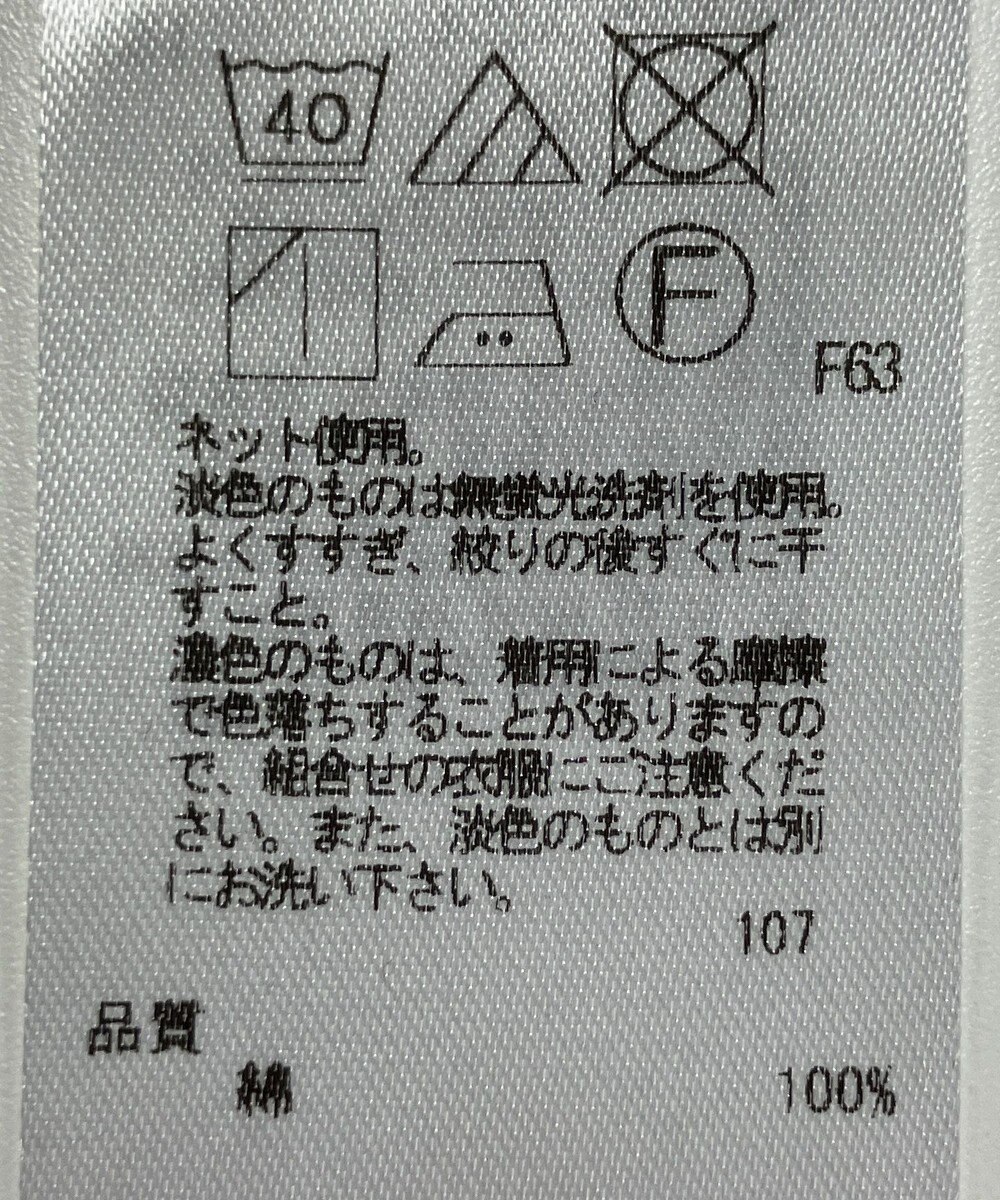 40
F
F63
ネット使用。
淡色のものは無蛍光洗剤を使用。
よくすすぎ、絞りの後すぐに干
すこと。
濃色のものは、着用による摩擦
で色落ちすることがありますの
で、組合せの衣服にご注意くだ
さい。また、淡色のものとは別
にお洗い下さい。
107
品質
綿 100%